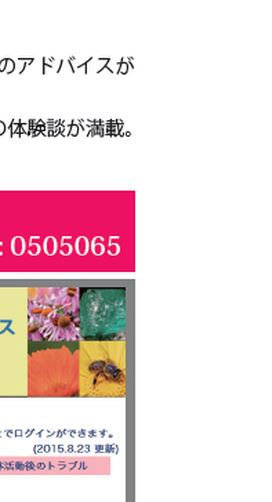 のアドバイスが
の体験談が満載。
: 0505065
ス
でログインができます。
(2015.8.23 更新)
活動後のトラブル